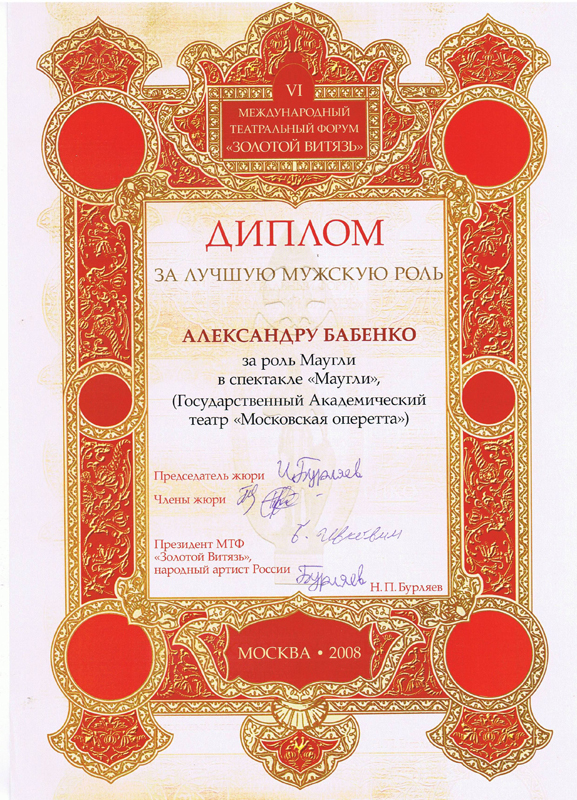 VI
МЕЖДУНАРОДНЫЙ
ТЕАТРАЛЬНЫЙ ФОРУМ
«ЗОЛОТОЙ ВИТЯЗЬ»
ДИПЛОМ
ЗА ЛУЧШУЮ МУЖСКУЮ РОЛЬ
АЛЕКСАНДРУ БАБЕНКО
за роль Маугли
в спектакле «Маугли»,
(Государственный Академический
театр «Московская оперетта»)
Председатель жюри
Члены жюри
Президент МТФ
«Золотой Витязь»,
народный артист России Бурляев Н. П. Бурляев
МОСКВА • 2008